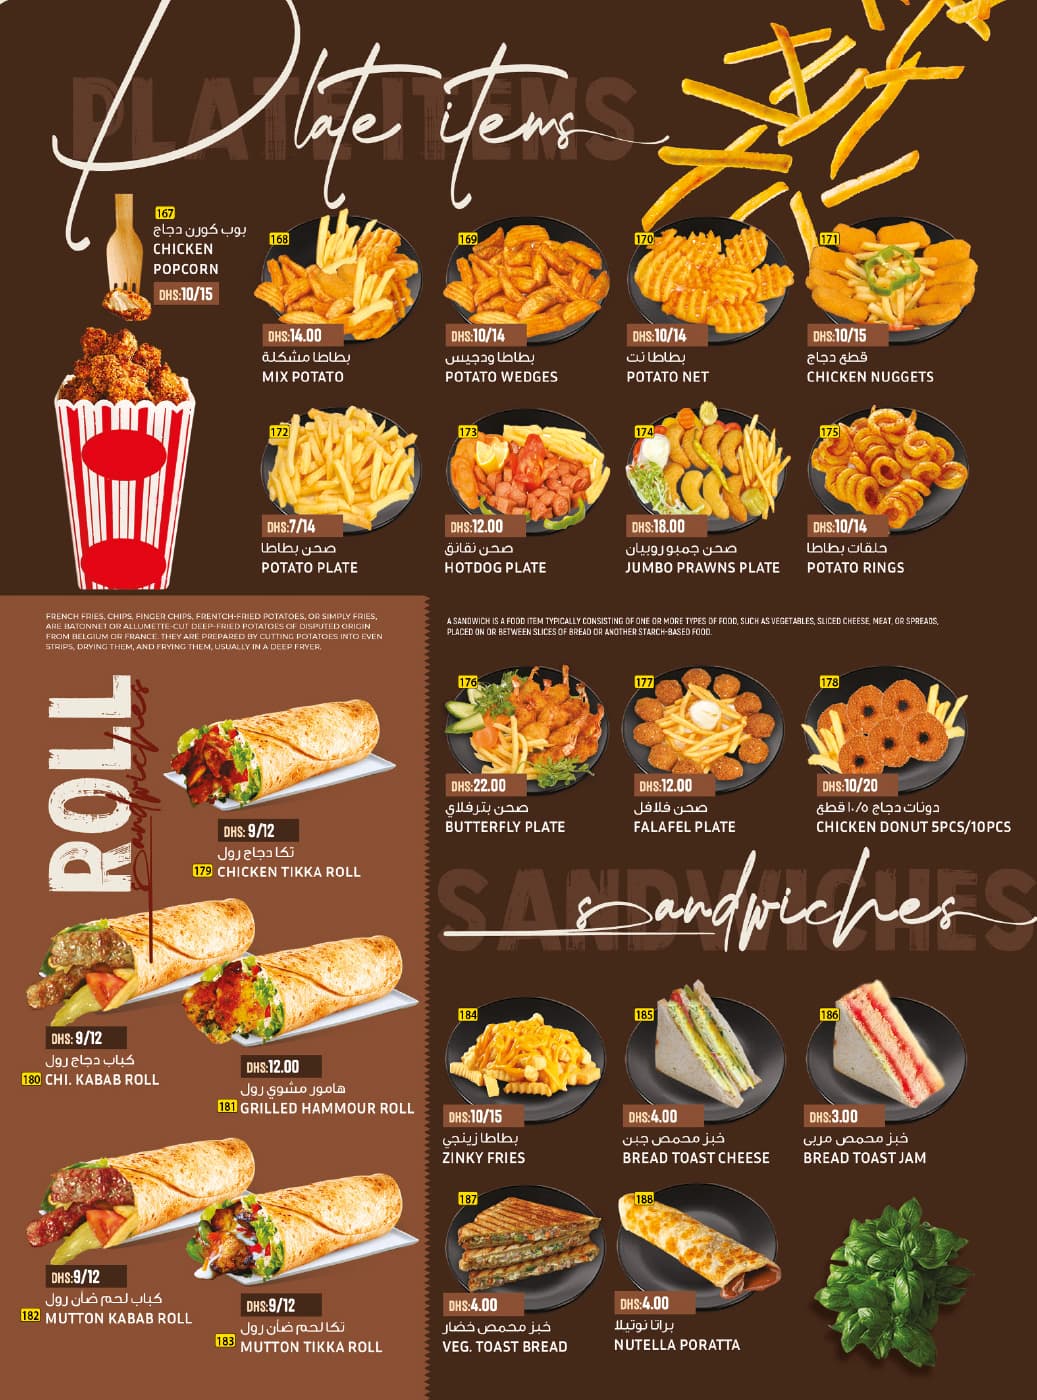 PLATE ITEMS
Plate items
167
بوب كورن دجاج
CHICKEN
POPCORN
DHS:10/15
168
DHS:14.00
بطاطا مشكلة
MIX POTATO
169
DHS:10/14
بطاطا ودجيس
POTATO WEDGES
170
DHS:10/14
بطاطا نت
POTATO NET
171
DHS:10/15
قطع دجاج
CHICKEN NUGGETS
172
DHS:7/14
صحن بطاطا
POTATO PLATE
173
DHS:12.00
صحن نقانق
HOTDOG PLATE
174
DHS:18.00
صحن جمبو روبيان
JUMBO PRAWNS PLATE
175
DHS:10/14
حلقات بطاطا
POTATO RINGS
FRENCH FRIES, CHIPS, FINGER CHIPS, FRENTCH-FRIED POTATOES, OR SIMPLY FRIES,
ARE BATONNET OR ALLUMETTE-CUT DEEP-FRIED POTATOES OF DISPUTED ORIGIN
FROM BELGIUM OR FRANCE. THEY ARE PREPARED BY CUTTING POTATOES INTO EVEN
STRIPS, DRYING THEM, AND FRYING THEM, USUALLY IN A DEEP FRYER.
ROLL
Sandwiches
DHS: 9/12
تكا دجاج رول
179 CHICKEN TIKKA ROLL
DHS: 9/12
كباب دجاج رول
180 CHI. KABAB ROLL
DHS:12.00
هامور مشوي رول
181 GRILLED HAMMOUR ROLL
DHS:9/12
كباب لحم ضأن رول
182 MUTTON KABAB ROLL
DHS:9/12
تكا لحم ضأن رول
183 MUTTON TIKKA ROLL
A SANDWICH IS A FOOD ITEM TYPICALLY CONSISTING OF ONE OR MORE TYPES OF FOOD, SUCH AS VEGETABLES, SLICED CHEESE, MEAT, OR SPREADS,
PLACED ON OR BETWEEN SLICES OF BREAD OR ANOTHER STARCH-BASED FOOD.
176
DHS:22.00
صحن بترفلاي
BUTTERFLY PLATE
177
DHS:12.00
صحن فلافل
FALAFEL PLATE
178
DHS:10/20
دونات دجاج ١٠/٥ قطع
CHICKEN DONUT 5PCS/10PCS
SANDWICHES
Sandwiches
184
DHS:10/15
بطاطا زينجي
ZINKY FRIES
185
DHS:4.00
خبز محمص جبن
BREAD TOAST CHEESE
186
DHS:3.00
خبز محمص مربى
BREAD TOAST JAM
187
DHS:4.00
خبز محمص خضار
VEG. TOAST BREAD
188
DHS:4.00
براتا نوتيلا
NUTELLA PORATTA